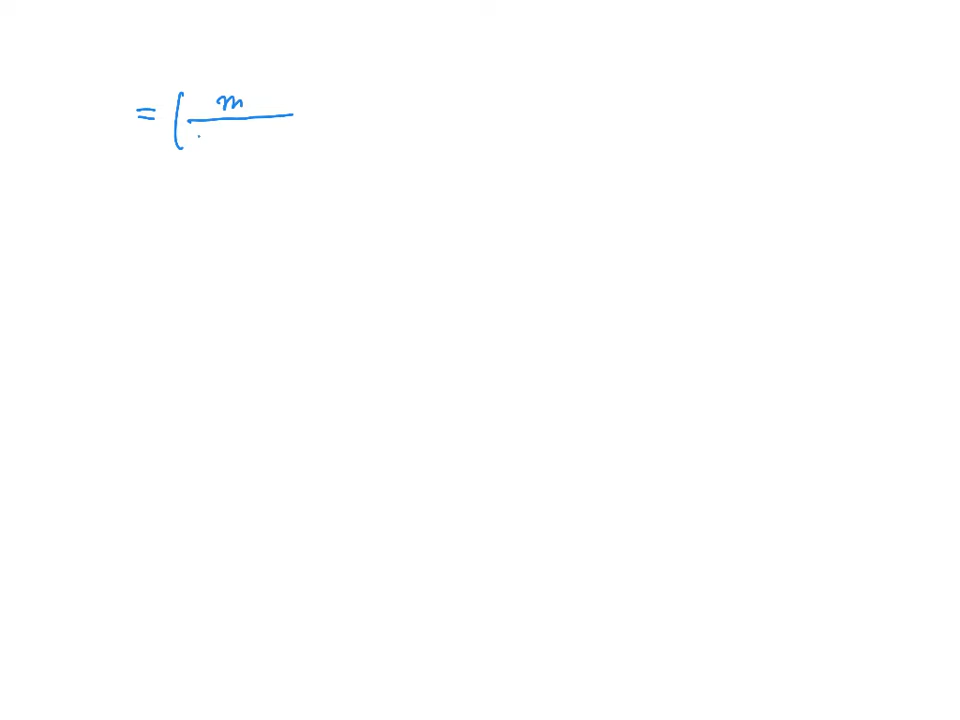 = ( m